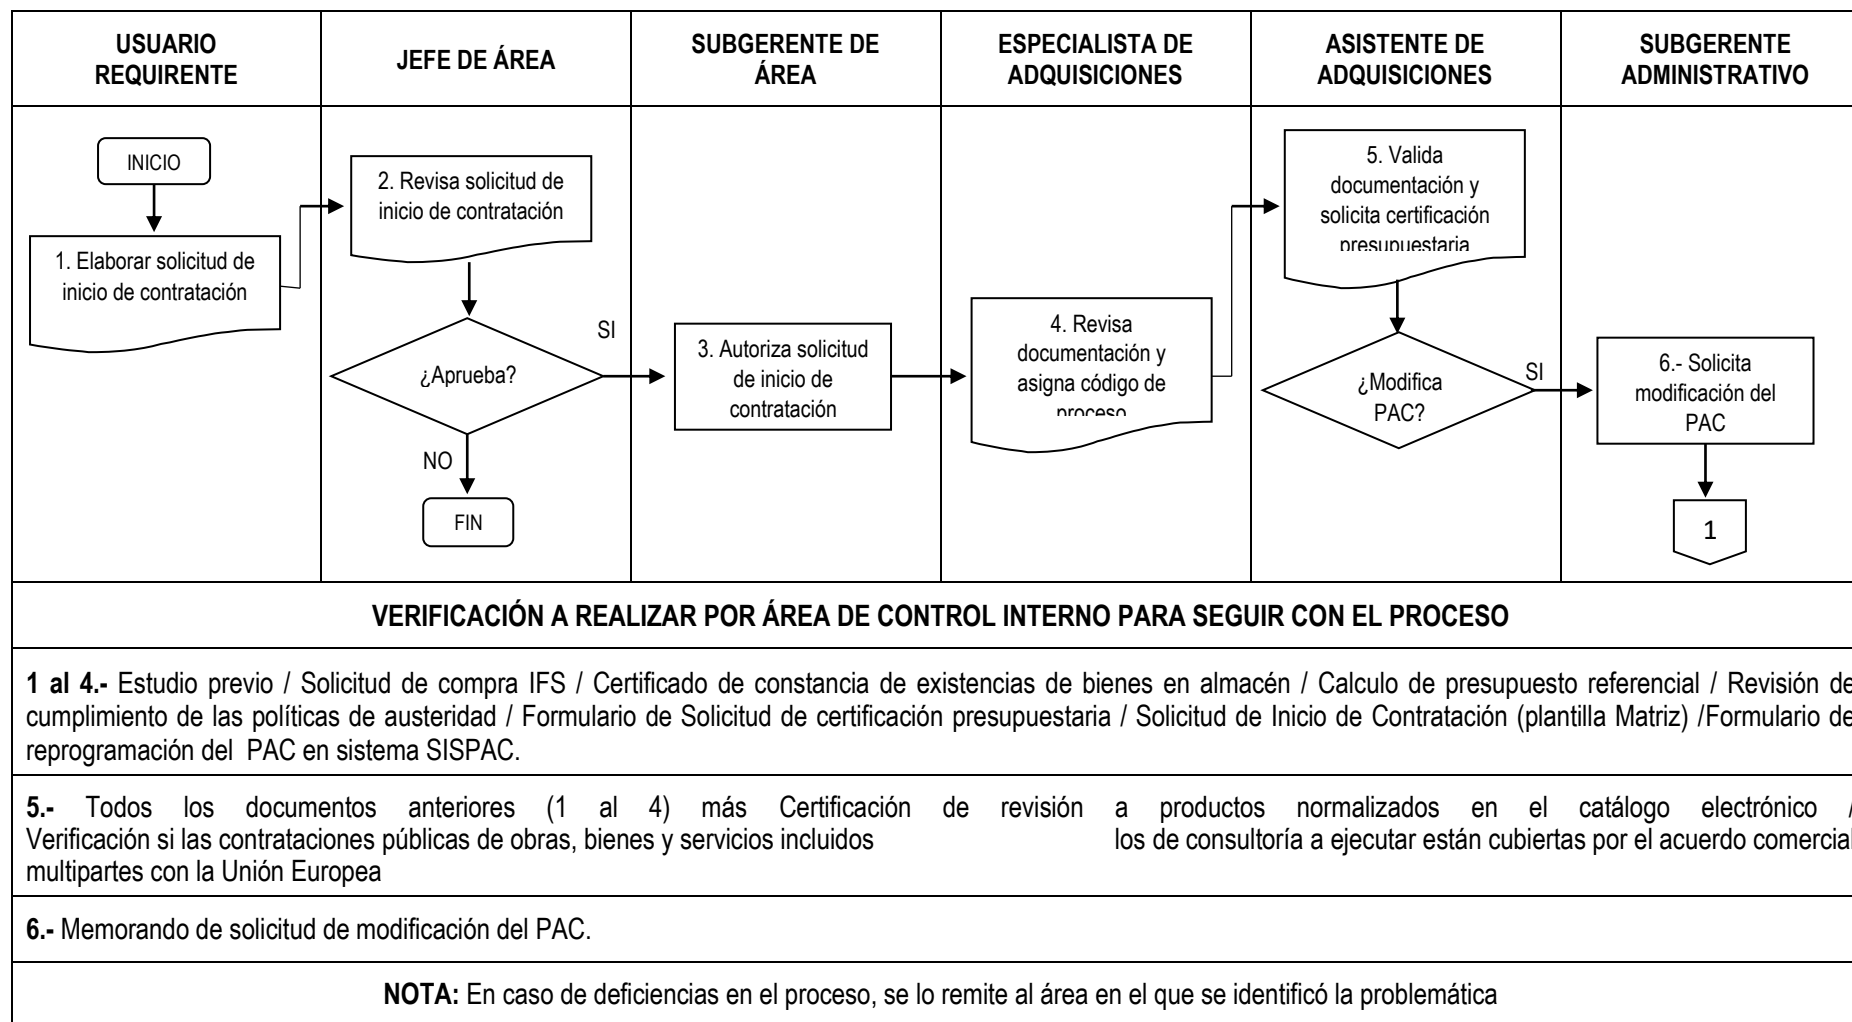 USUARIO
REQUIRENTE
JEFE DE ÁREA
SUBGERENTE DE
ÁREA
ESPECIALISTA DE
ADQUISICIONES
ASISTENTE DE
ADQUISICIONES
SUBGERENTE
ADMINISTRATIVO
INICIO
1. Elaborar solicitud de
inicio de contratación
2. Revisa solicitud de
inicio de contratación
¿Aprueba?
SI
NO
FIN
3. Autoriza solicitud
de inicio de
contratación
4. Revisa
documentación y
asigna código de
proceso
5. Valida
documentación y
solicita certificación
presupuestaria
¿Modifica
PAC?
SI
6.- Solicita
modificación del
PAC
1
VERIFICACIÓN A REALIZAR POR ÁREA DE CONTROL INTERNO PARA SEGUIR CON EL PROCESO
1 al 4.- Estudio previo / Solicitud de compra IFS / Certificado de constancia de existencias de bienes en almacén / Calculo de presupuesto referencial / Revisión de
cumplimiento de las políticas de austeridad / Formulario de Solicitud de certificación presupuestaria / Solicitud de Inicio de Contratación (plantilla Matriz) /Formulario de
reprogramación del PAC en sistema SISPAC.
5.- Todos los documentos anteriores (1 al 4) más Certificación de revisión a productos normalizados en el catálogo electrónico /
Verificación si las contrataciones públicas de obras, bienes y servicios incluidos los de consultoría a ejecutar están cubiertas por el acuerdo comercial
multipartes con la Unión Europea
6.- Memorando de solicitud de modificación del PAC.
NOTA: En caso de deficiencias en el proceso, se lo remite al área en el que se identificó la problemática